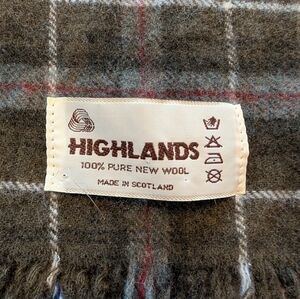 HIGHLANDS
100% PURE NEW WOOL
MADE IN SCOTLAND